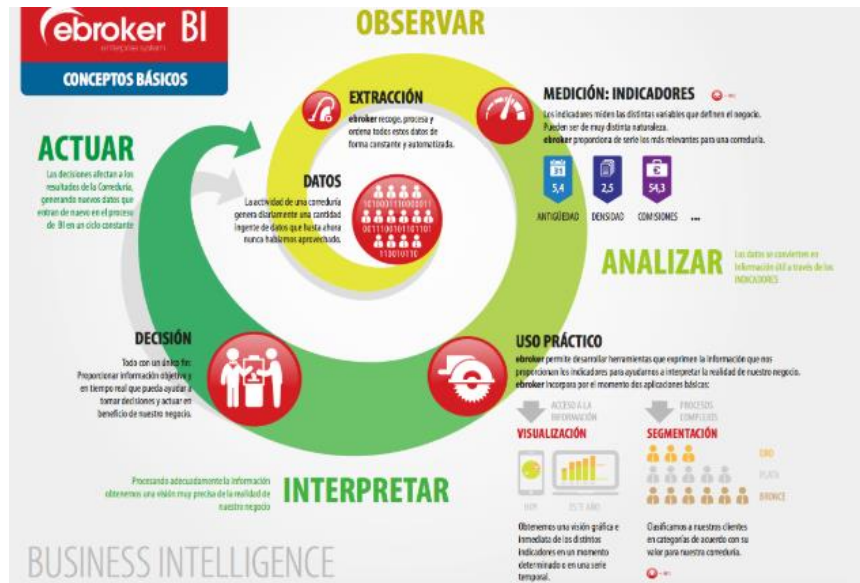 ebroker BI
enterprise system
CONCEPTOS BÁSICOS
OBSERVAR
EXTRACCIÓN
ebroker recoge, procesa y
ordena todos estos datos de
forma constante y automatizada.
MEDICIÓN: INDICADORES
Los indicadores miden las distintas variables que definen el negocio.
Pueden ser de muy distinta naturaleza.
ebroker proporciona de serie los más relevantes para una correduría.
31
5,4
2,5
€
54,3
ANTIGÜEDAD
DENSIDAD
COMISIONES
...
ACTUAR
Las decisiones afectan a los
resultados de la Correduría,
generando nuevos datos que
entran de nuevo en el proceso
de BI en un ciclo constante
DATOS
La actividad de una correduría
genera diariamente una cantidad
ingente de datos que hasta ahora
nunca habíamos aprovechado.
ANALIZAR
Los datos se convierten en
información útil a través de los
INDICADORES
DECISIÓN
Todo con un único fin:
Proporcionar información objetiva y
en tiempo real que pueda ayudar a
tomar decisiones y actuar en
beneficio de nuestro negocio.
USO PRÁCTICO
ebroker permite desarrollar herramientas que exprimen la información que nos
proporcionan los indicadores para ayudarnos a interpretar la realidad de nuestro negocio.
ebroker incorpora por el momento dos aplicaciones básicas:
ACCESO A LA
INFORMACIÓN
VISUALIZACIÓN
HOY
ESTE AÑO
Obtenemos una visión gráfica e
inmediata de los distintos
indicadores en un momento
determinado o en una serie
temporal.
PROCESOS
COMPLEJOS
SEGMENTACIÓN
ORO
PLATA
BRONCE
Clasificamos a nuestros clientes
en categorías de acuerdo con su
valor para nuestra correduría.
Procesando adecuadamente la información
obtenemos una visión muy precisa de la realidad de
nuestro negocio
INTERPRETAR
BUSINESS INTELLIGENCE